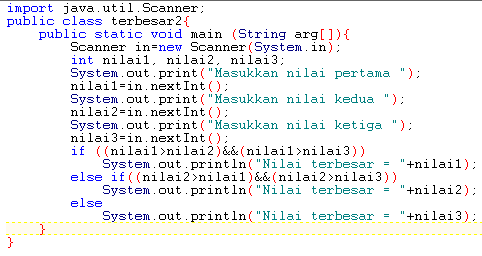 import java.util.Scanner;
public class terbesar2{
    public static void main (String arg[]){
        Scanner in=new Scanner(System.in);
        int nilai1, nilai2, nilai3;
        System.out.print("Masukkan nilai pertama ");
        nilai1=in.nextInt();
        System.out.print("Masukkan nilai kedua ");
        nilai2=in.nextInt();
        System.out.print("Masukkan nilai ketiga ");
        nilai3=in.nextInt();
        if ((nilai1>nilai2)&&(nilai1>nilai3))
            System.out.println("Nilai terbesar = "+nilai1);
        else if((nilai2>nilai1)&&(nilai2>nilai3))
            System.out.println("Nilai terbesar = "+nilai2);
        else
            System.out.println("Nilai terbesar = "+nilai3);
    }
}